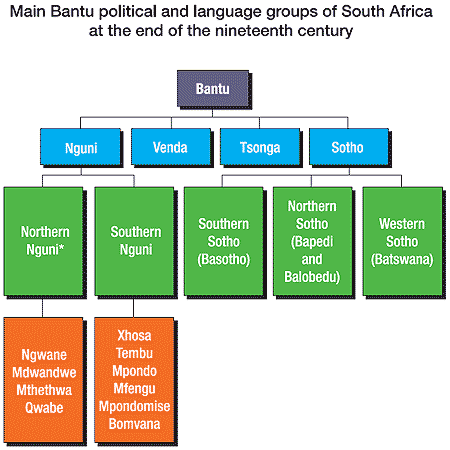 Main Bantu political and language groups of South Africa
at the end of the nineteenth century
Bantu
Nguni
Venda
Tsonga
Sotho
Northern
Nguni*
Southern
Nguni
Southern
Sotho
(Basotho)
Northern
Sotho
(Bapedi
and
Balobedu)
Western
Sotho
(Batswana)
Ngwane
Mdwandwe
Mthethwa
Qwabe
Xhosa
Tembu
Mpondo
Mfengu
Mpondomise
Bomvana